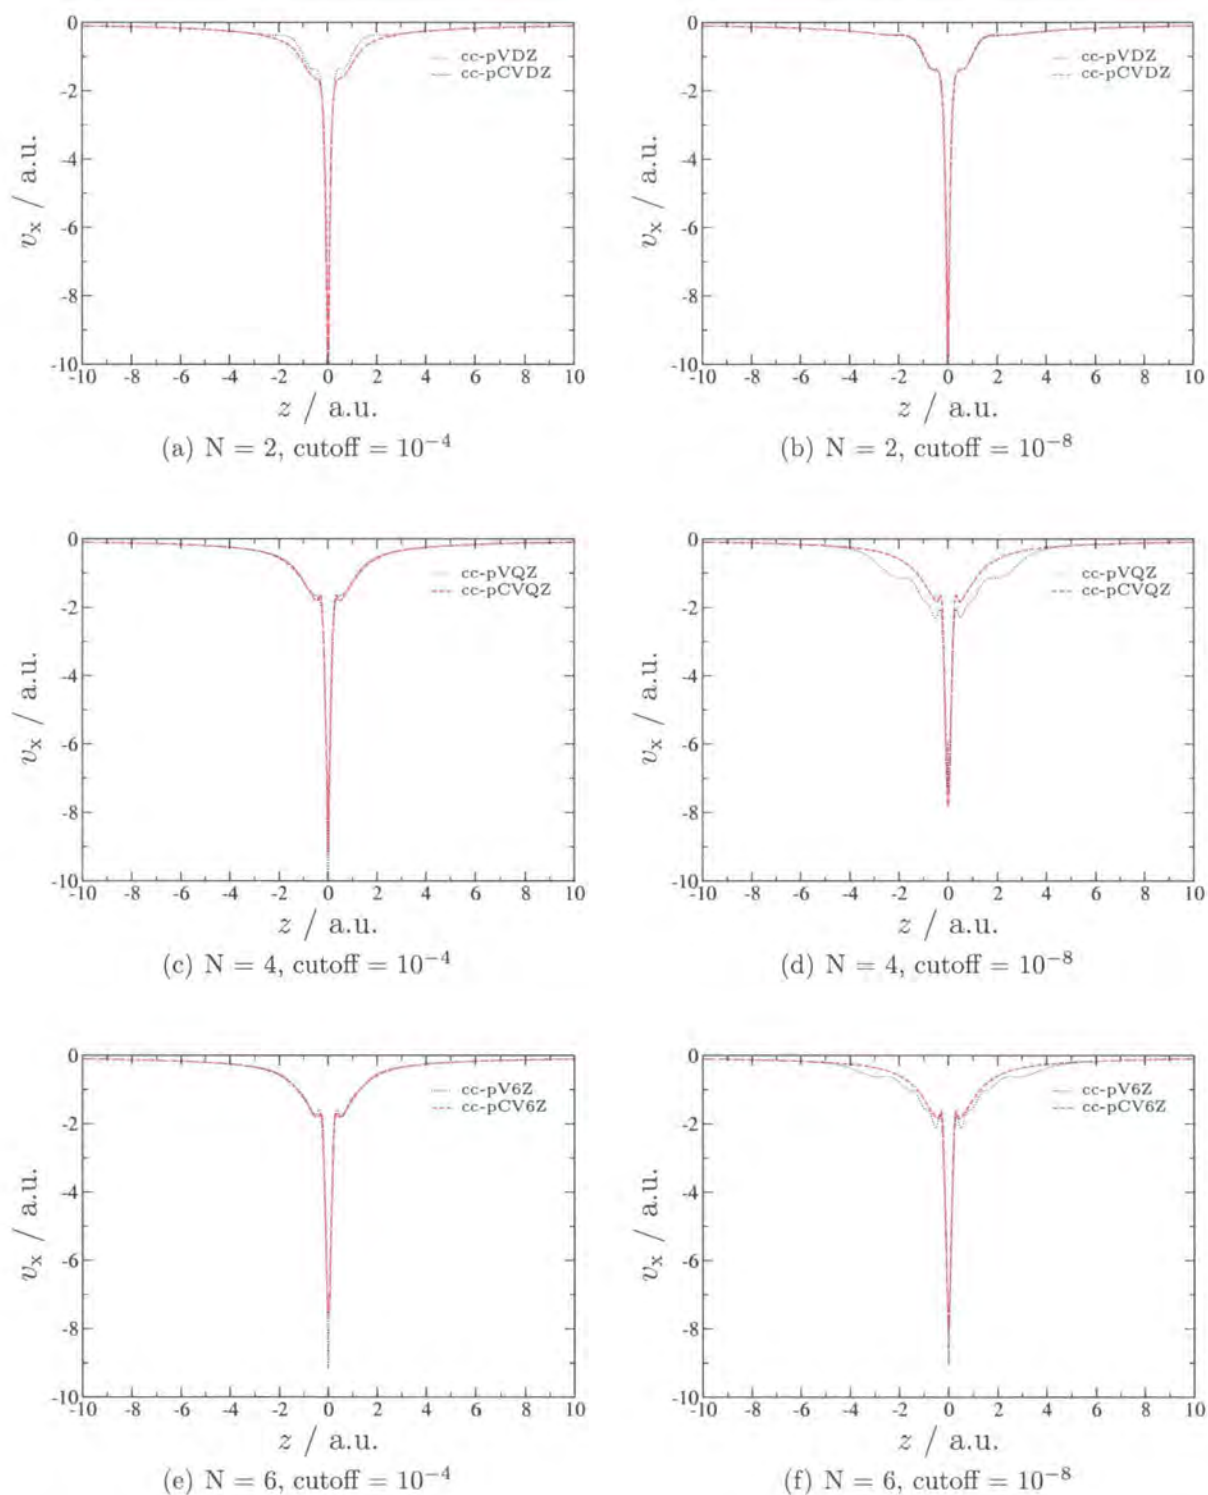 0
-2
-4
-6
-8
-10
-10 -8 -6 -4 -2 0 2 4 6 8 10
v_x / a.u.
z / a.u.
cc-pVDZ
cc-pCVDZ
(a) N = 2, cutoff = 10⁻⁴
0
-2
-4
-6
-8
-10
-10 -8 -6 -4 -2 0 2 4 6 8 10
v_x / a.u.
z / a.u.
cc-pVDZ
cc-pCVDZ
(b) N = 2, cutoff = 10⁻⁸
0
-2
-4
-6
-8
-10
-10 -8 -6 -4 -2 0 2 4 6 8 10
v_x / a.u.
z / a.u.
cc-pVQZ
cc-pCVQZ
(c) N = 4, cutoff = 10⁻⁴
0
-2
-4
-6
-8
-10
-10 -8 -6 -4 -2 0 2 4 6 8 10
v_x / a.u.
z / a.u.
cc-pVQZ
cc-pCVQZ
(d) N = 4, cutoff = 10⁻⁸
0
-2
-4
-6
-8
-10
-10 -8 -6 -4 -2 0 2 4 6 8 10
v_x / a.u.
z / a.u.
cc-pV6Z
cc-pCV6Z
(e) N = 6, cutoff = 10⁻⁴
0
-2
-4
-6
-8
-10
-10 -8 -6 -4 -2 0 2 4 6 8 10
v_x / a.u.
z / a.u.
cc-pV6Z
cc-pCV6Z
(f) N = 6, cutoff = 10⁻⁸